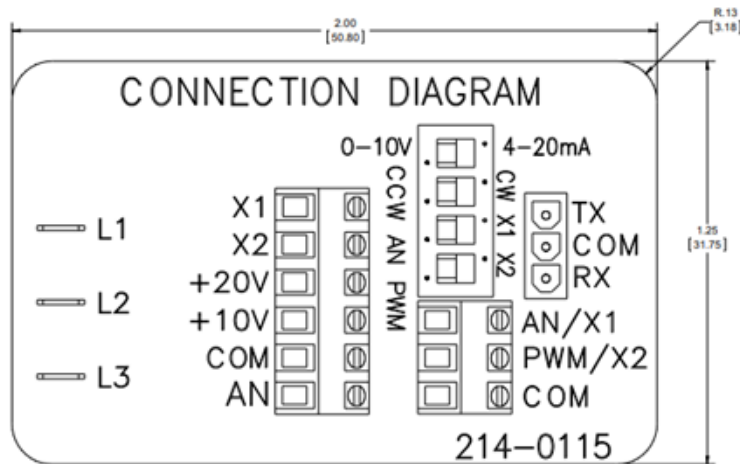 2.00
[50.80]
R.13
[3.18]
CONNECTION DIAGRAM
0-10V 4-20mA
CCW AN PWM
CW X1 X2
L1
L2
L3
X1
X2
+20V
+10V
COM
AN
TX
COM
RX
AN/X1
PWM/X2
COM
1.25
[31.75]
214-0115